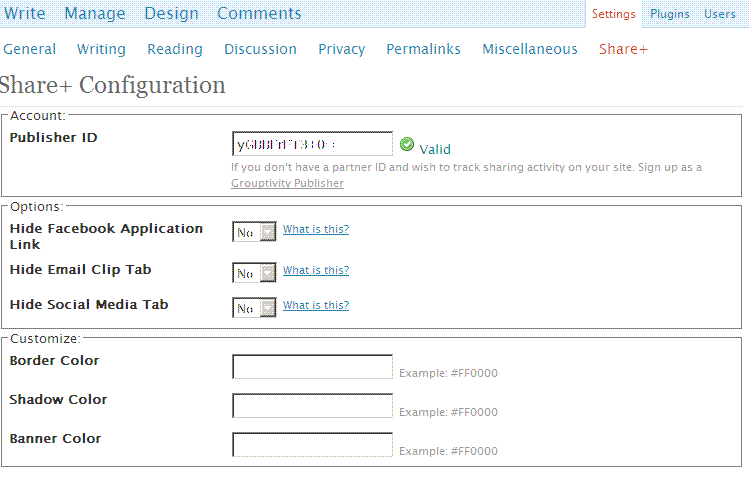 Write Manage Design Comments Settings Plugins Users
General Writing Reading Discussion Privacy Permalinks Miscellaneous Share+
Share+ Configuration
Account:
Publisher ID
Valid
If you don't have a partner ID and wish to track sharing activity on your site. Sign up as a
Grouptivity Publisher
Options:
Hide Facebook Application
Link
No What is this?
Hide Email Clip Tab No What is this?
Hide Social Media Tab No What is this?
Customize:
Border Color
Example: #FF0000
Shadow Color
Example: #FF0000
Banner Color
Example: #FF0000